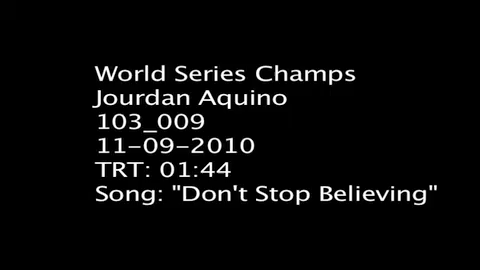 World Series Champs
Jourdan Aquino
103_009
11-09-2010
TRT: 01:44
Song: "Don't Stop Believing"